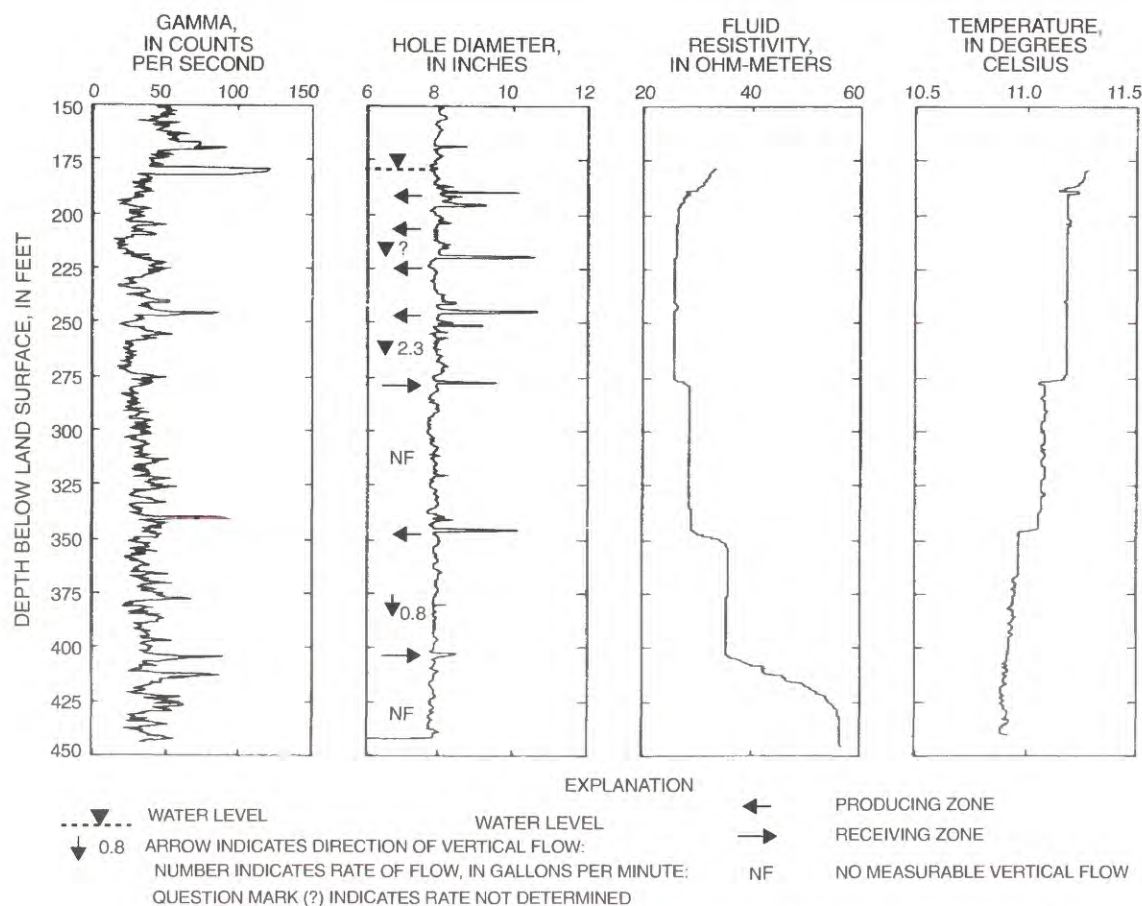 GAMMA,
IN COUNTS
PER SECOND
HOLE DIAMETER,
IN INCHES
FLUID
RESISTIVITY,
IN OHM-METERS
TEMPERATURE,
IN DEGREES
CELSIUS
0 50 100 150
6 8 10 12
20 40 60
10.5 11.0 11.5
DEPTH BELOW LAND SURFACE, IN FEET
150
175
200
225
250
275
300
325
350
375
400
425
450
?
2.3
NF
0.8
NF
EXPLANATION
WATER LEVEL
WATER LEVEL
0.8 ARROW INDICATES DIRECTION OF VERTICAL FLOW:
NUMBER INDICATES RATE OF FLOW, IN GALLONS PER MINUTE:
QUESTION MARK (?) INDICATES RATE NOT DETERMINED
PRODUCING ZONE
RECEIVING ZONE
NF NO MEASURABLE VERTICAL FLOW